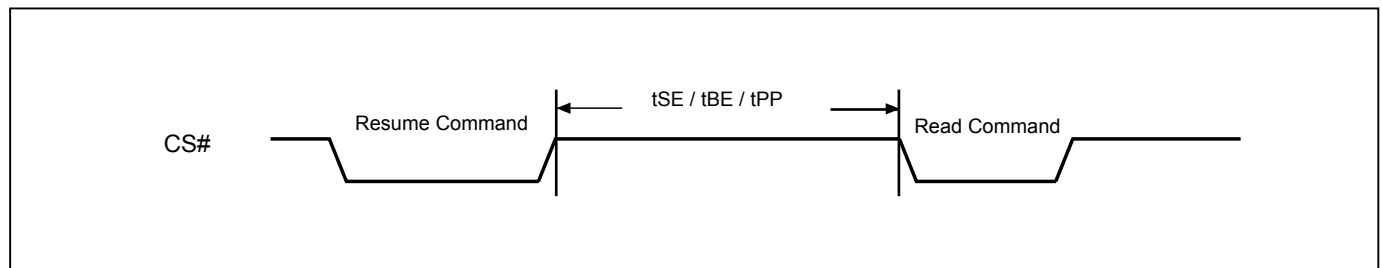 tSE / tBE / tPP
Resume Command
Read Command
CS#